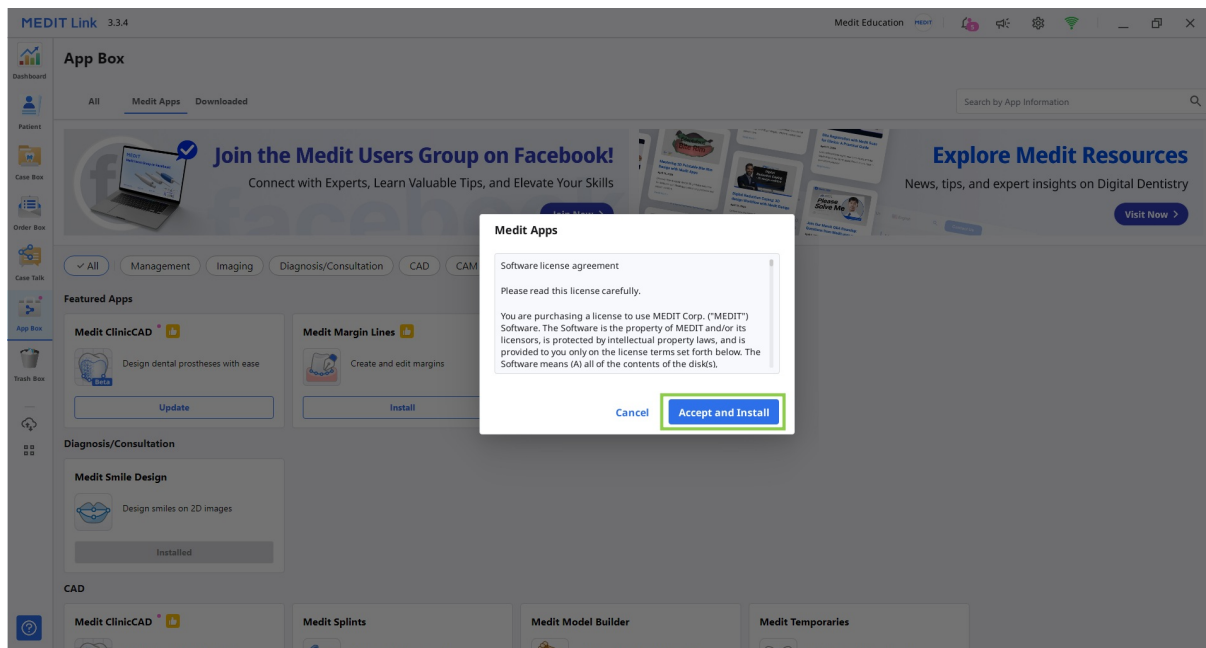 MEDIT Link 3.3.4
Medit Education MEDIT
5
Dashboard
Patient
Case Box
Order Box
Case Talk
App Box
Trash Box
App Box
All Medit Apps Downloaded
Search by App Information
Join the Medit Users Group on Facebook!
Connect with Experts, Learn Valuable Tips, and Elevate Your Skills
Join Now >
Explore Medit Resources
News, tips, and expert insights on Digital Dentistry
Visit Now >
Please
Solve Me
All Management Imaging Diagnosis/Consultation CAD CAM
Featured Apps
Medit ClinicCAD
Design dental prostheses with ease
Beta
Update
Medit Margin Lines
Create and edit margins
Install
Diagnosis/Consultation
Medit Smile Design
Design smiles on 2D images
Installed
CAD
Medit ClinicCAD
Medit Splints
Medit Model Builder
Medit Temporaries
Medit Apps
Software license agreement
Please read this license carefully.
You are purchasing a license to use MEDIT Corp. ("MEDIT")
Software. The Software is the property of MEDIT and/or its
licensors, is protected by intellectual property laws, and is
provided to you only on the license terms set forth below. The
Software means (A) all of the contents of the disk(s),
Cancel Accept and Install